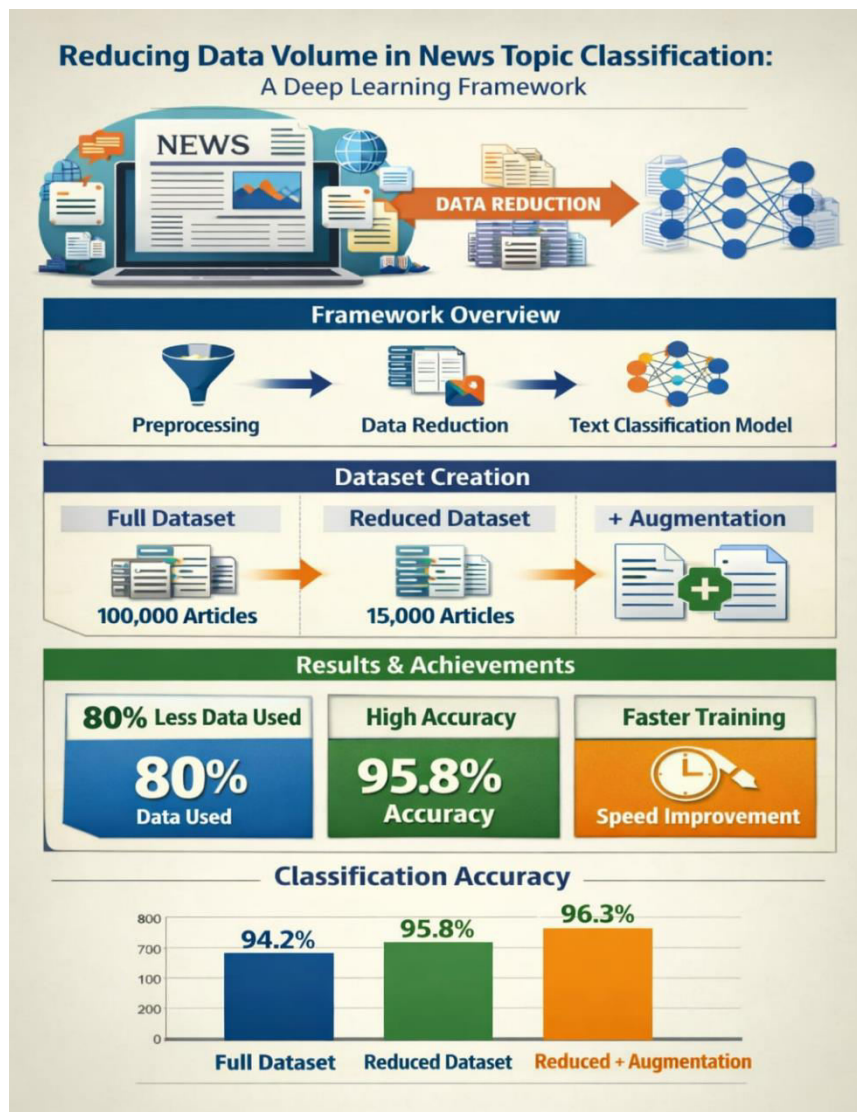 Reducing Data Volume in News Topic Classification:
A Deep Learning Framework
NEWS
DATA REDUCTION
Framework Overview
Preprocessing
Data Reduction
Text Classification Model
Dataset Creation
Full Dataset
Reduced Dataset
+ Augmentation
100,000 Articles
15,000 Articles
Results & Achievements
80% Less Data Used
80%
Data Used
High Accuracy
95.8%
Accuracy
Faster Training
Speed Improvement
Classification Accuracy
800
700
100
200
0
94.2%
95.8%
96.3%
Full Dataset
Reduced Dataset
Reduced + Augmentation